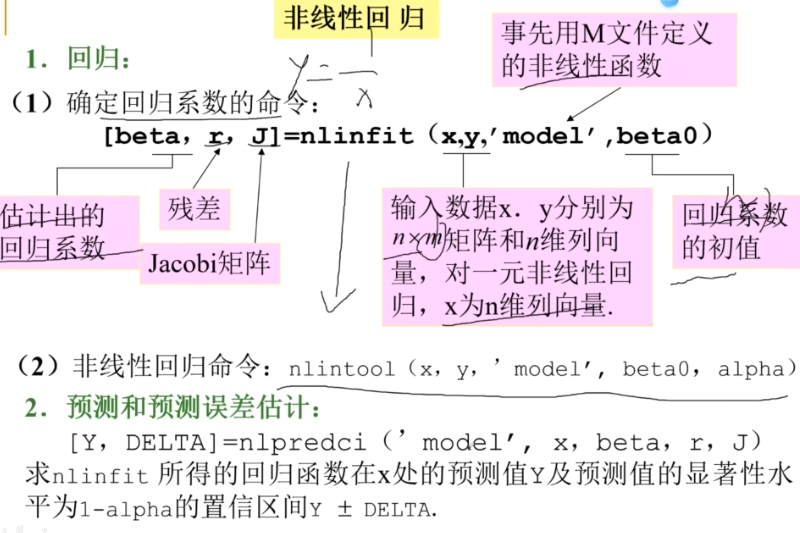 非线性回 归
事先用M文件定义
的非线性函数
1．回归：
y=
x
（1）确定回归系数的命令：
[beta，r，J]=nlinfit（x,y,’model’,beta0）
估计出的
回归系数
残差
Jacobi矩阵
输入数据x．y分别为
n×m矩阵和n维列向
量，对一元非线性回
归，x为n维列向量．
回归系数
的初值
（2）非线性回归命令：nlintool（x，y，’model’, beta0，alpha）
2．预测和预测误差估计：
[Y，DELTA]=nlpredci（’model’, x，beta，r，J）
求nlinfit 所得的回归函数在x处的预测值Y及预测值的显著性水
平为1-alpha的置信区间Y ± DELTA.